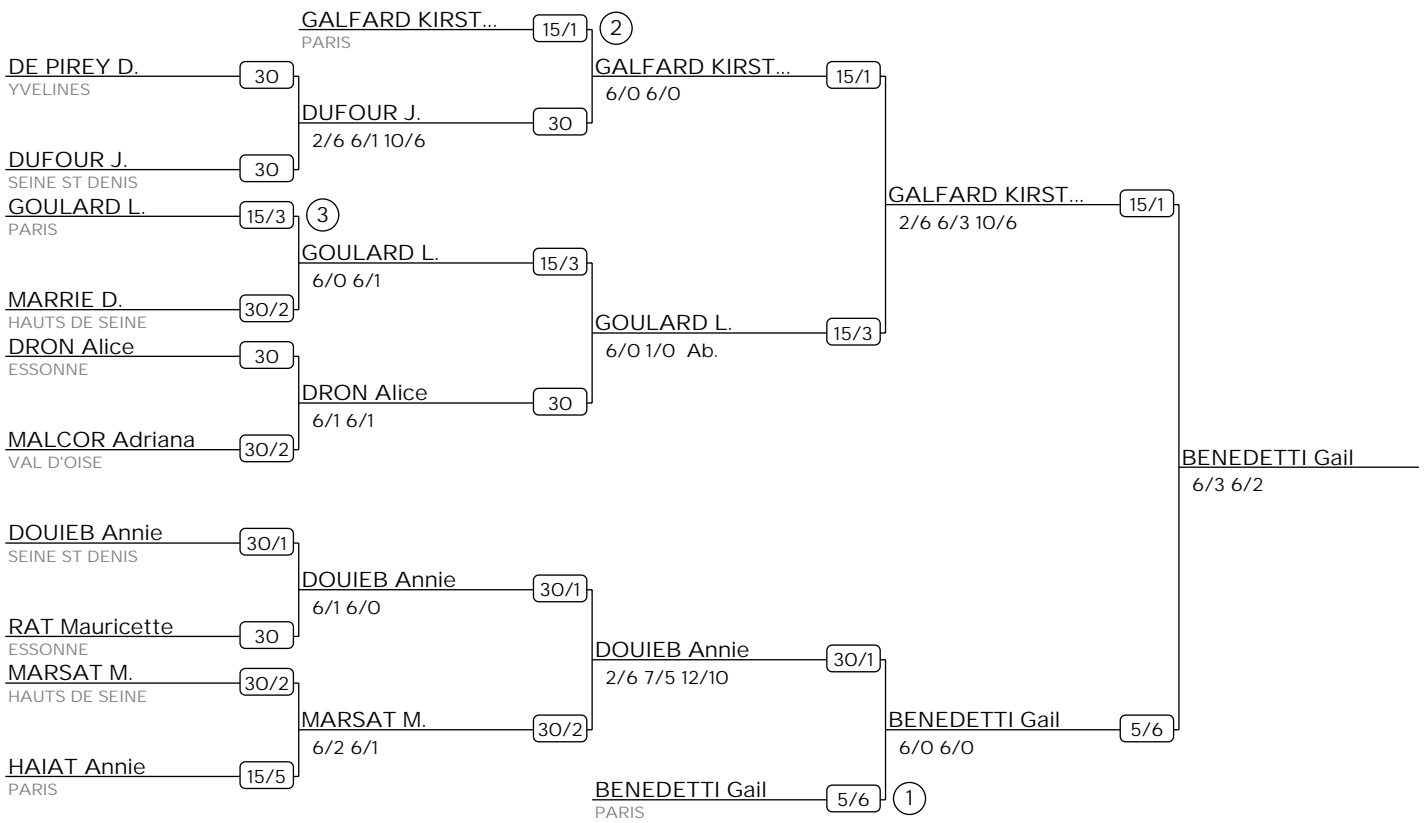 GALFARD KIRST... 15/1 2
PARIS
DE PIREY D. 30
YVELINES
GALFARD KIRST... 15/1
6/0 6/0
DUFOUR J. 30
2/6 6/1 10/6
DUFOUR J. 30
SEINE ST DENIS
GOULARD L. 15/3 3
PARIS
GALFARD KIRST... 15/1
2/6 6/3 10/6
GOULARD L. 15/3
6/0 6/1
MARRIE D. 30/2
HAUTS DE SEINE
GOULARD L. 15/3
6/0 1/0 Ab.
DRON Alice 30
ESSONNE
DRON Alice 30
6/1 6/1
MALCOR Adriana 30/2
VAL D'OISE
BENEDETTI Gail
6/3 6/2
DOUIEB Annie 30/1
SEINE ST DENIS
DOUIEB Annie 30/1
6/1 6/0
RAT Mauricette 30
ESSONNE
DOUIEB Annie 30/1
2/6 7/5 12/10
MARSAT M. 30/2
HAUTS DE SEINE
MARSAT M. 30/2
6/2 6/1
BENEDETTI Gail 5/6
6/0 6/0
HAIAT Annie 15/5
PARIS
BENEDETTI Gail 5/6 1
PARIS